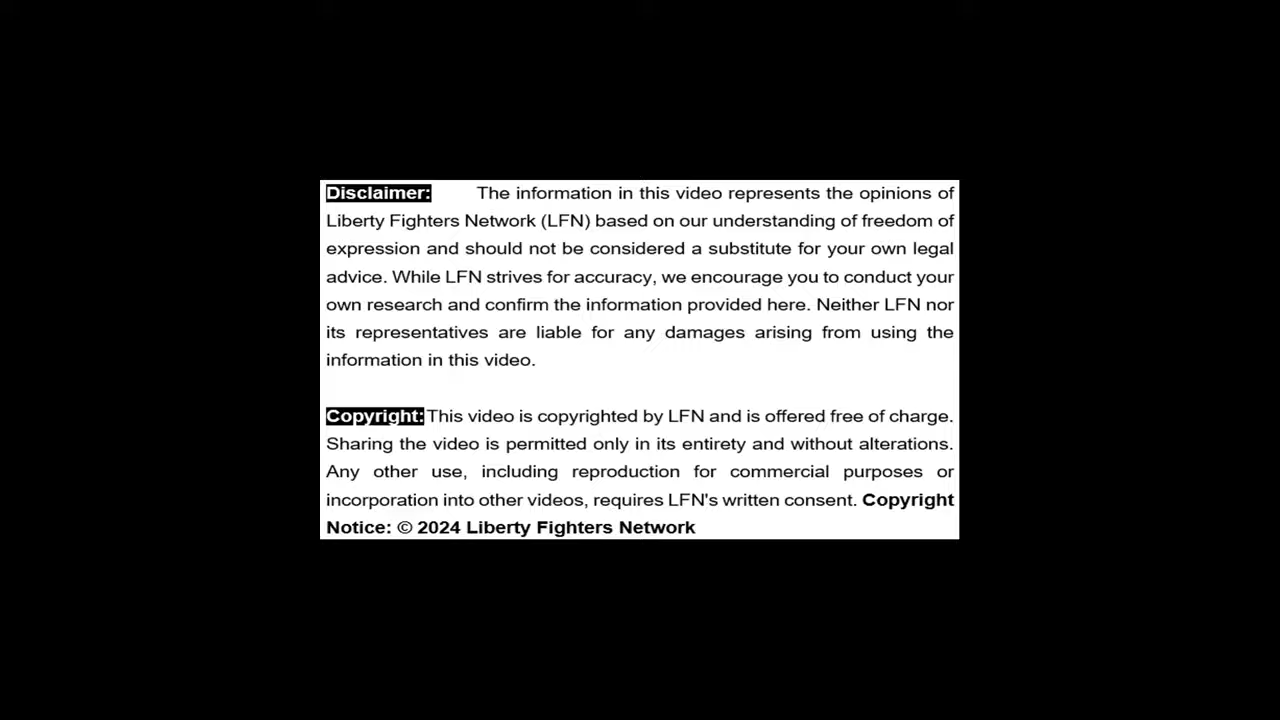 Disclaimer: The information in this video represents the opinions of
Liberty Fighters Network (LFN) based on our understanding of freedom of
expression and should not be considered a substitute for your own legal
advice. While LFN strives for accuracy, we encourage you to conduct your
own research and confirm the information provided here. Neither LFN nor
its representatives are liable for any damages arising from using the
information in this video.
Copyright: This video is copyrighted by LFN and is offered free of charge.
Sharing the video is permitted only in its entirety and without alterations.
Any other use, including reproduction for commercial purposes or
incorporation into other videos, requires LFN's written consent. Copyright
Notice: © 2024 Liberty Fighters Network